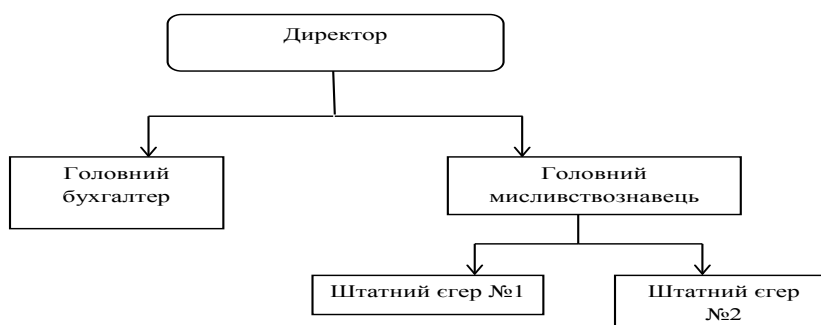 Директор
Головний
бухгалтер
Головний
мисливствознавець
Штатний єгер №1
Штатний єгер
№2